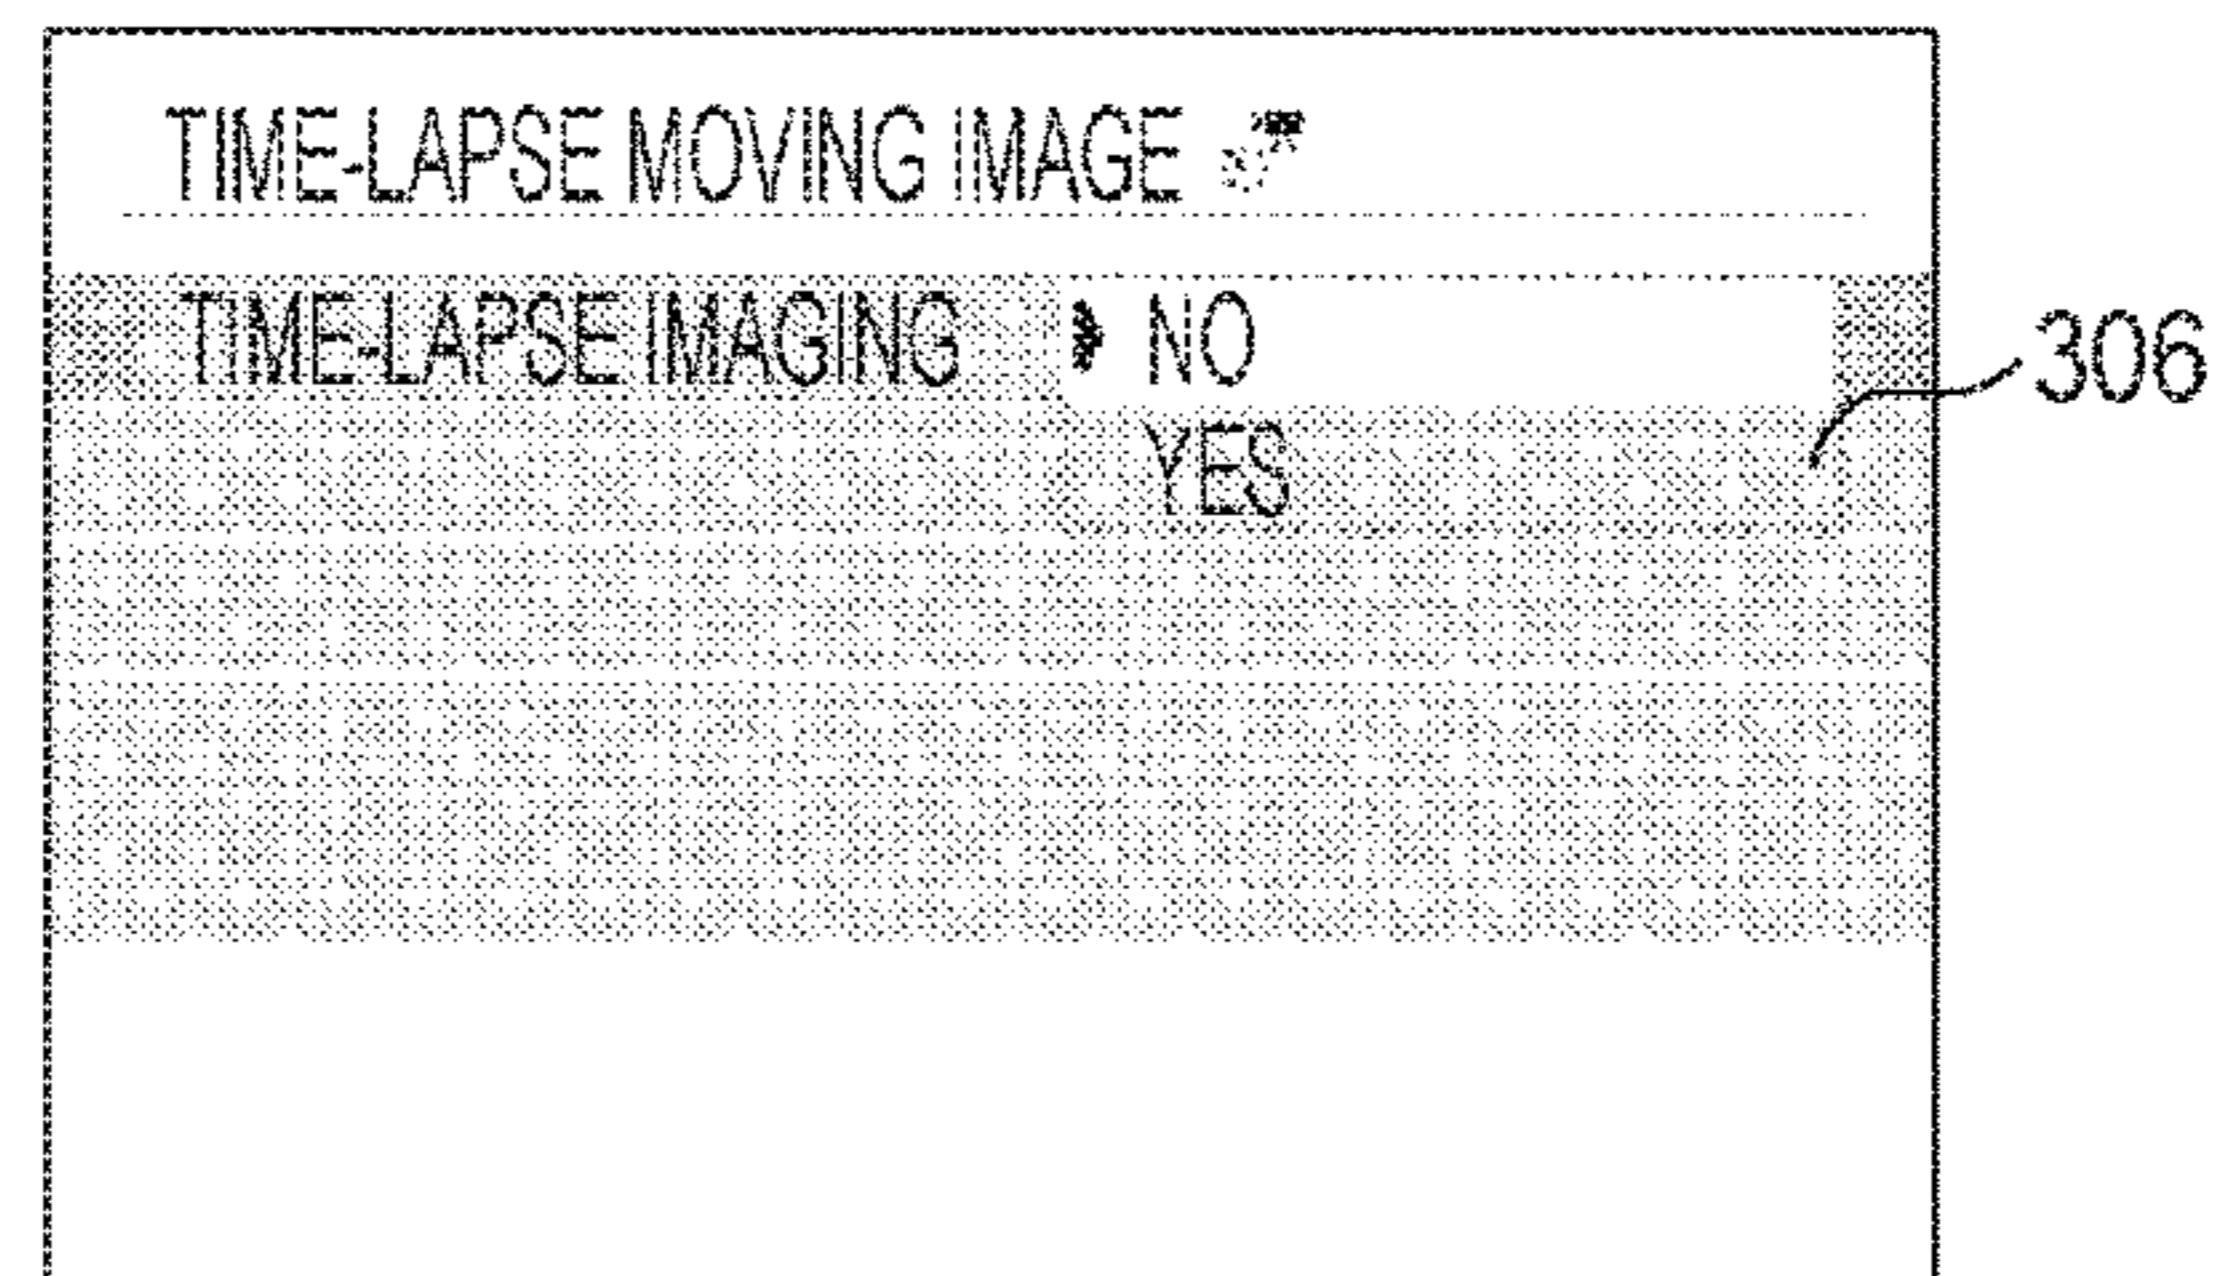 TIME-LAPSE MOVING IMAGE
TIME-LAPSE IMAGING NO
YES
306